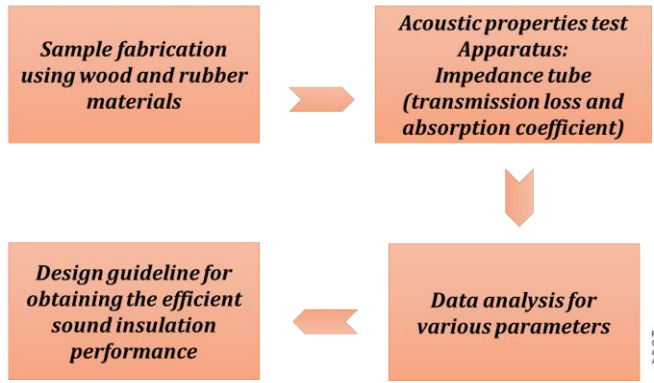 Sample fabrication
using wood and rubber
materials
Acoustic properties test
Apparatus:
Impedance tube
(transmission loss and
absorption coefficient)
Data analysis for
various parameters
Design guideline for
obtaining the efficient
sound insulation
performance